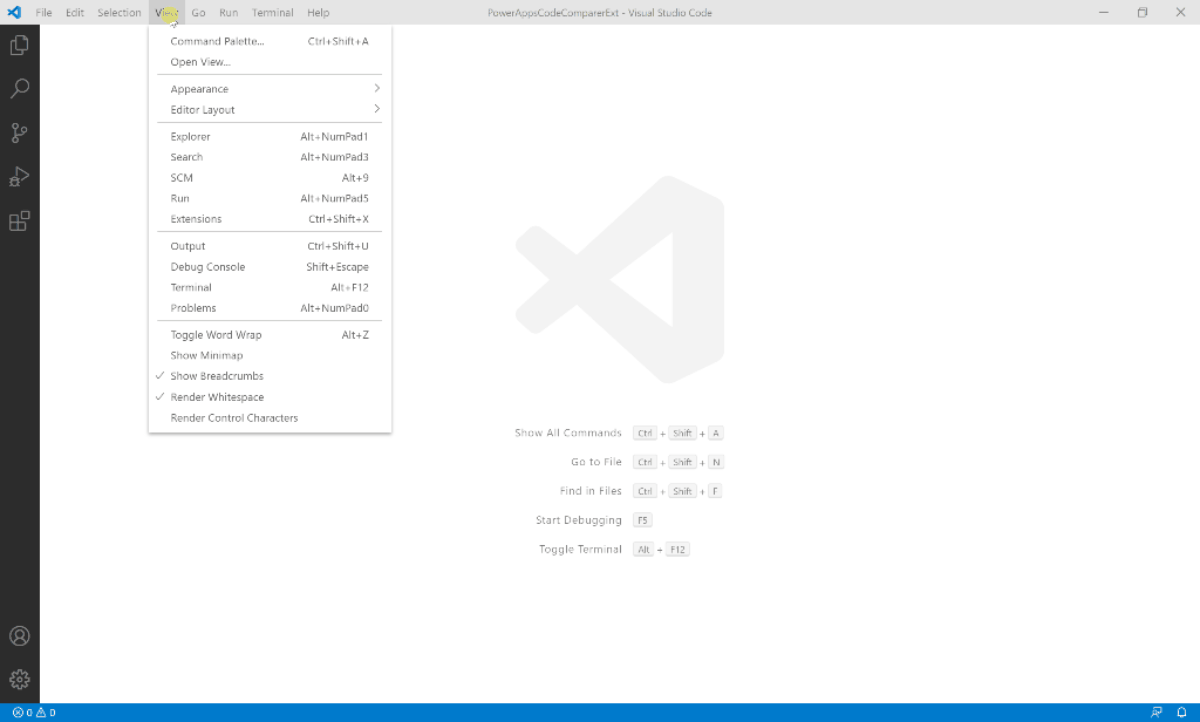 File Edit Selection View Go Run Terminal Help PowerAppsCodeComparerExt - Visual Studio Code
Command Palette... Ctrl+Shift+A
Open View...
Appearance
Editor Layout
Explorer Alt+NumPad1
Search Alt+NumPad3
SCM Alt+9
Run Alt+NumPad5
Extensions Ctrl+Shift+X
Output Ctrl+Shift+U
Debug Console Shift+Escape
Terminal Alt+F12
Problems Alt+NumPad0
Toggle Word Wrap Alt+Z
Show Minimap
Show Breadcrumbs
Render Whitespace
Render Control Characters
Show All Commands Ctrl + Shift + A
Go to File Ctrl + Shift + N
Find in Files Ctrl + Shift + F
Start Debugging F5
Toggle Terminal Alt + F12
0 0